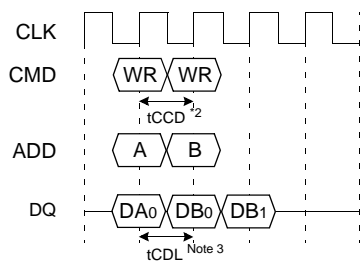 CLK
CMD WR WR
tCCD *2
ADD A B
DQ DA0 DB0 DB1
tCDL Note 3